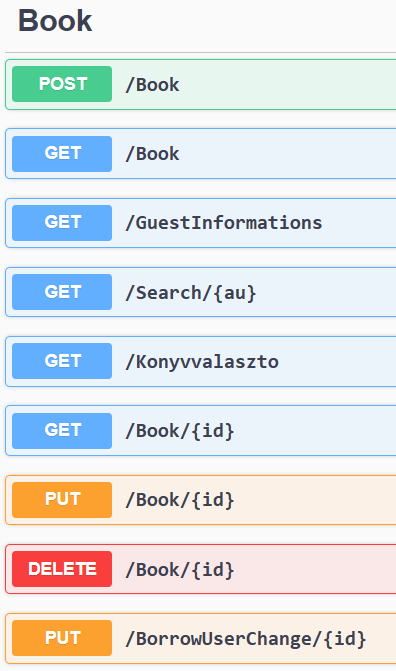 Book
POST /Book
GET /Book
GET /GuestInformations
GET /Search/{au}
GET /Konyvvalaszto
GET /Book/{id}
PUT /Book/{id}
DELETE /Book/{id}
PUT /BorrowUserChange/{id}